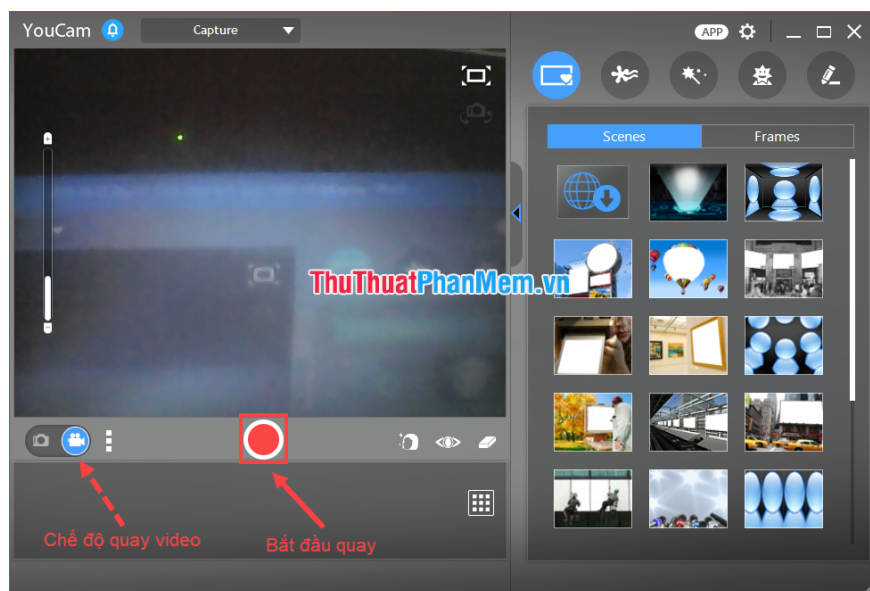 YouCam
Capture
APP
Scenes
Frames
ThuThuatPhanMem.vn
Chế độ quay video
Bắt đầu quay